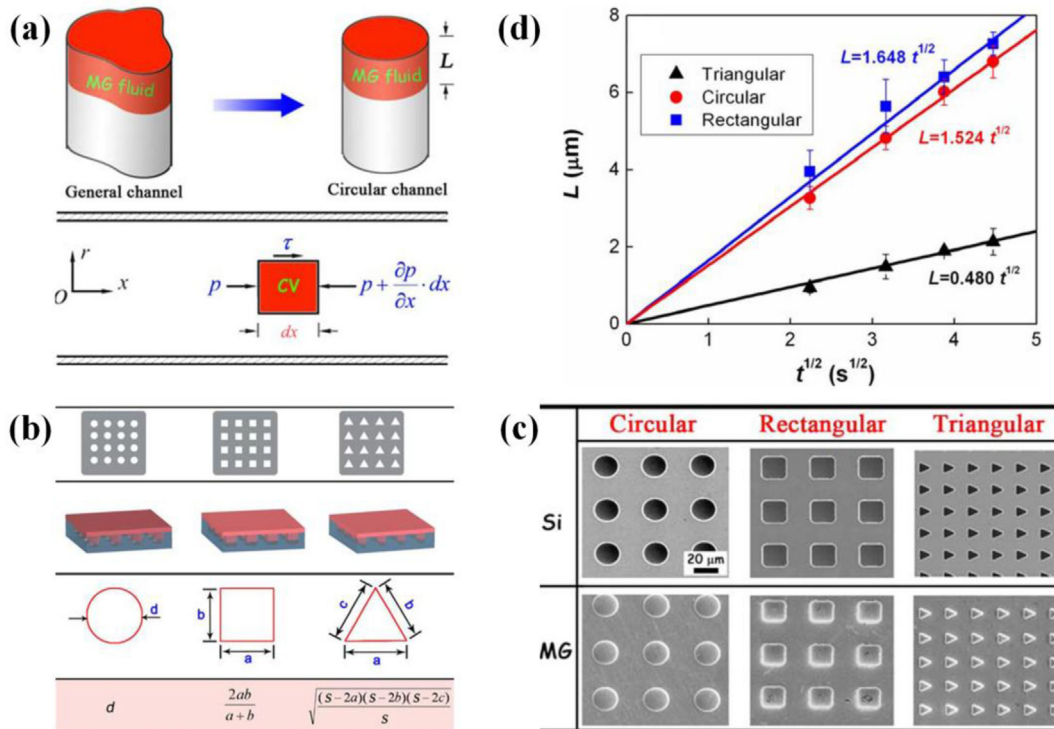 (a)
MG fluid
MG fluid
L
General channel
Circular channel
r
x
O
τ
p
CV
p + ∂p/∂x · dx
dx
(d)
8
6
4
2
0
L (μm)
Triangular
Circular
Rectangular
L=1.648 t^1/2
L=1.524 t^1/2
L=0.480 t^1/2
0 1 2 3 4 5
t^1/2 (s^1/2)
(b)
d
b
a
c
b
a
d
2ab/(a+b)
√((S-2a)(S-2b)(S-2c)/S)
(c)
Circular Rectangular Triangular
Si
20 μm
MG